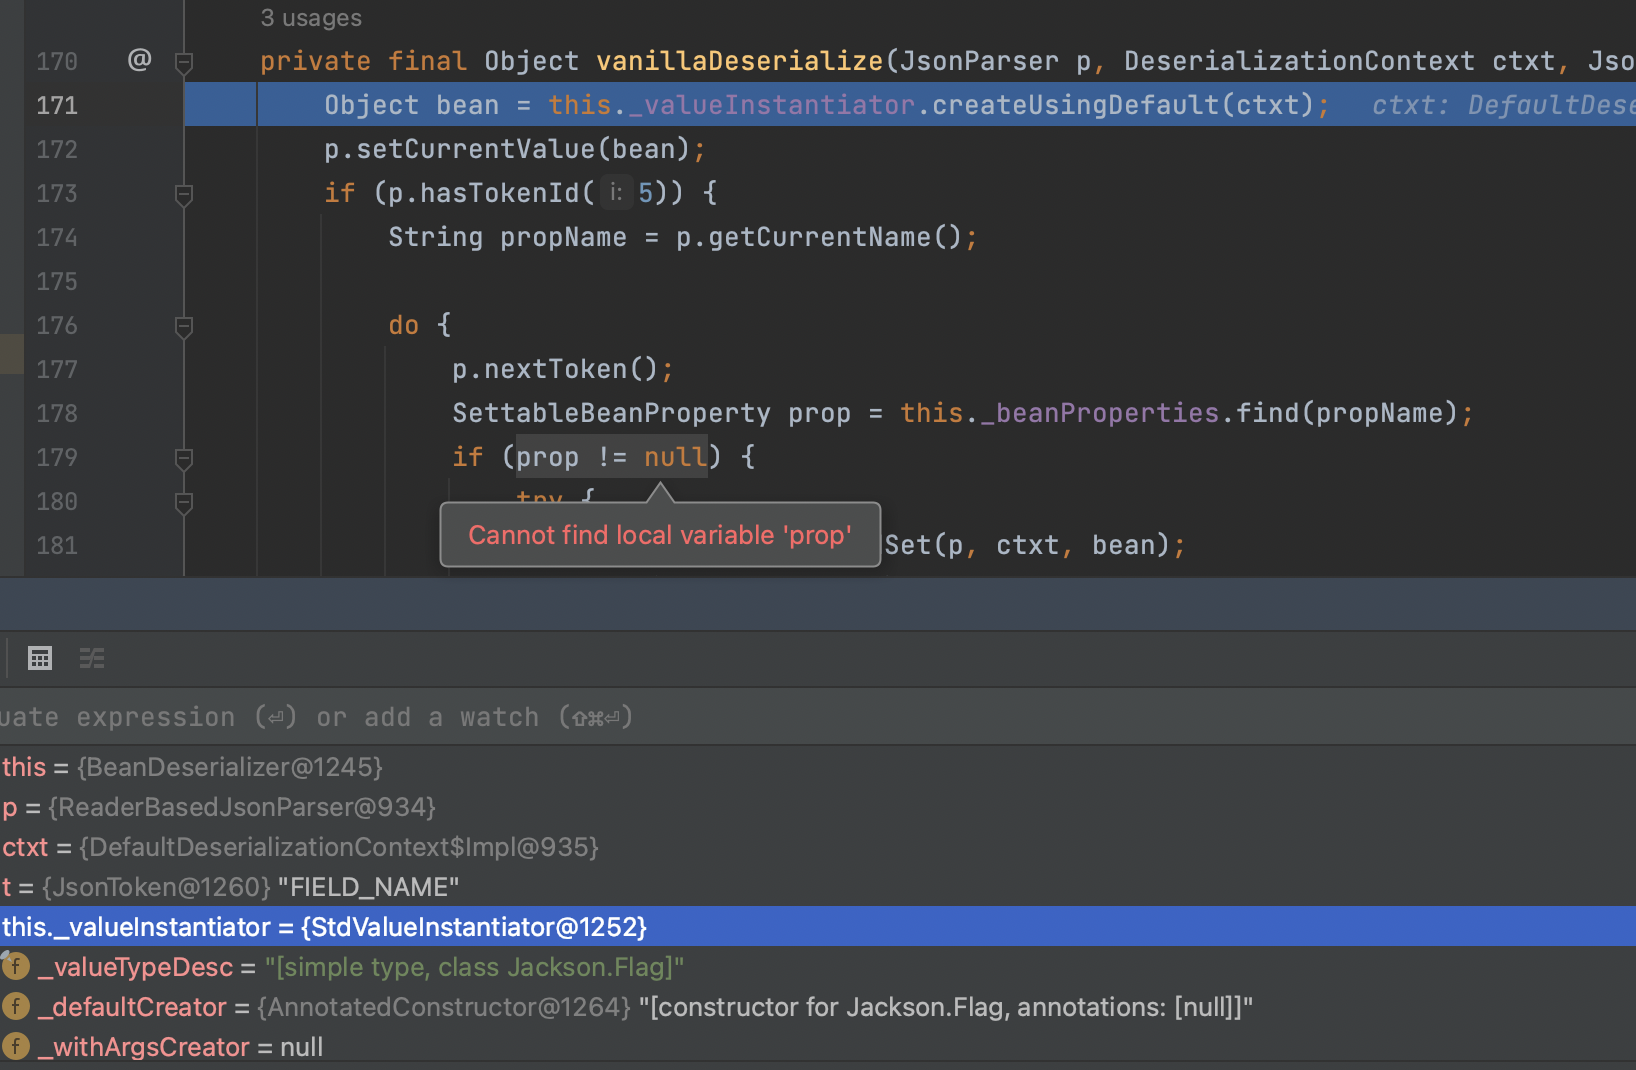 3 usages
170 @ private final Object vanillaDeserialize(JsonParser p, DeserializationContext ctxt, Jso
171 Object bean = this._valueInstantiator.createUsingDefault(ctxt); ctxt: DefaultDese
172 p.setCurrentValue(bean);
173 if (p.hasTokenId( i: 5)) {
174 String propName = p.getCurrentName();
175
176 do {
177 p.nextToken();
178 SettableBeanProperty prop = this._beanProperties.find(propName);
179 if (prop != null) {
180 try {
Cannot find local variable 'prop'
181 Set(p, ctxt, bean);
uate expression (⏎) or add a watch (⇧⌘⏎)
this = {BeanDeserializer@1245}
p = {ReaderBasedJsonParser@934}
ctxt = {DefaultDeserializationContext$Impl@935}
t = {JsonToken@1260} "FIELD_NAME"
this._valueInstantiator = {StdValueInstantiator@1252}
f _valueTypeDesc = "[simple type, class Jackson.Flag]"
f _defaultCreator = {AnnotatedConstructor@1264} "[constructor for Jackson.Flag, annotations: [null]]"
f _withArgsCreator = null